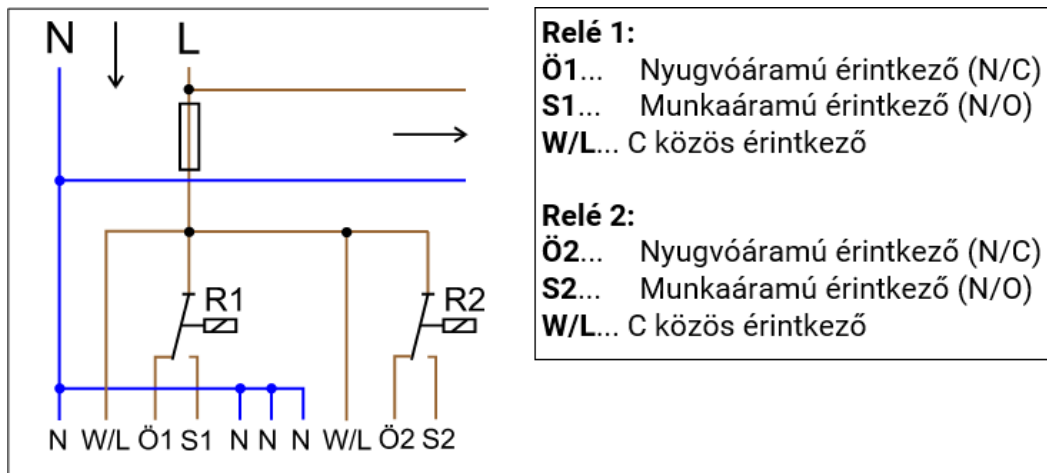 N L
R1 R2
N W/L Ö1 S1 N N N W/L Ö2 S2
Relé 1:
Ö1... Nyugvóáramú érintkező (N/C)
S1... Munkaáramú érintkező (N/O)
W/L... C közös érintkező
Relé 2:
Ö2... Nyugvóáramú érintkező (N/C)
S2... Munkaáramú érintkező (N/O)
W/L... C közös érintkező